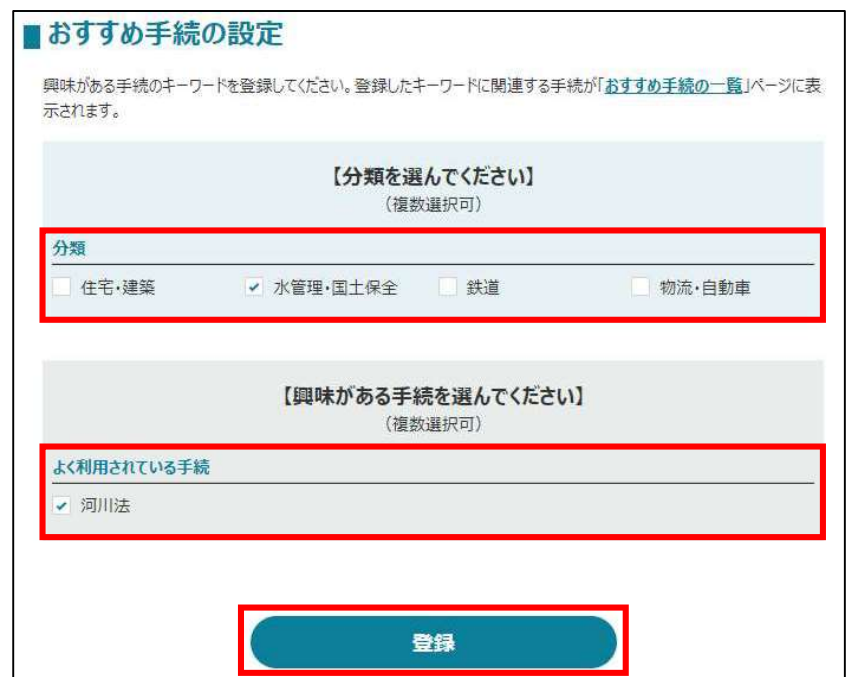 おすすめ手続の設定
興味がある手続のキーワードを登録してください。登録したキーワードに関連する手続が「おすすめ手続の一覧」ページに表
示されます。
【分類を選んでください】
（複数選択可）
分類
住宅・建築 水管理・国土保全 鉄道 物流・自動車
【興味がある手続を選んでください】
（複数選択可）
よく利用されている手続
河川法
登録